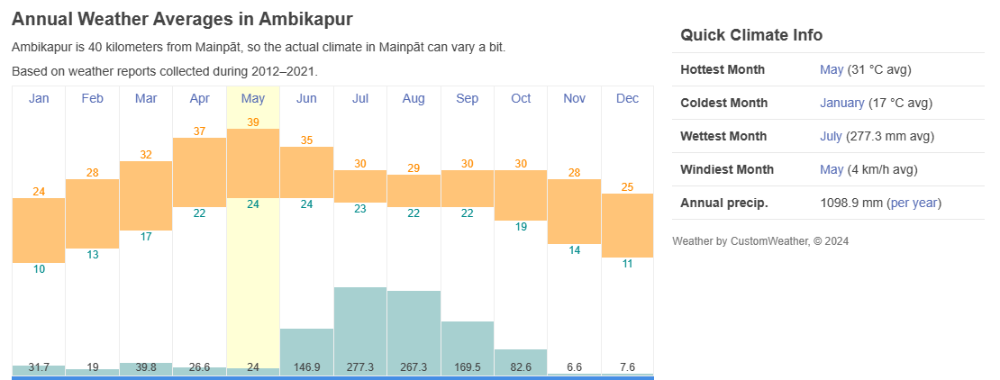 Annual Weather Averages in Ambikapur
Ambikapur is 40 kilometers from Mainpāt, so the actual climate in Mainpāt can vary a bit.
Based on weather reports collected during 2012–2021.
Jan Feb Mar Apr May Jun Jul Aug Sep Oct Nov Dec
24 28 32 37 39 35 30 29 30 30 28 25
10 13 17 22 24 24 23 22 22 19 14 11
31.7 19 39.8 26.6 24 146.9 277.3 267.3 169.5 82.6 6.6 7.6
Quick Climate Info
Hottest Month May (31 °C avg)
Coldest Month January (17 °C avg)
Wettest Month July (277.3 mm avg)
Windiest Month May (4 km/h avg)
Annual precip. 1098.9 mm (per year)
Weather by CustomWeather, © 2024